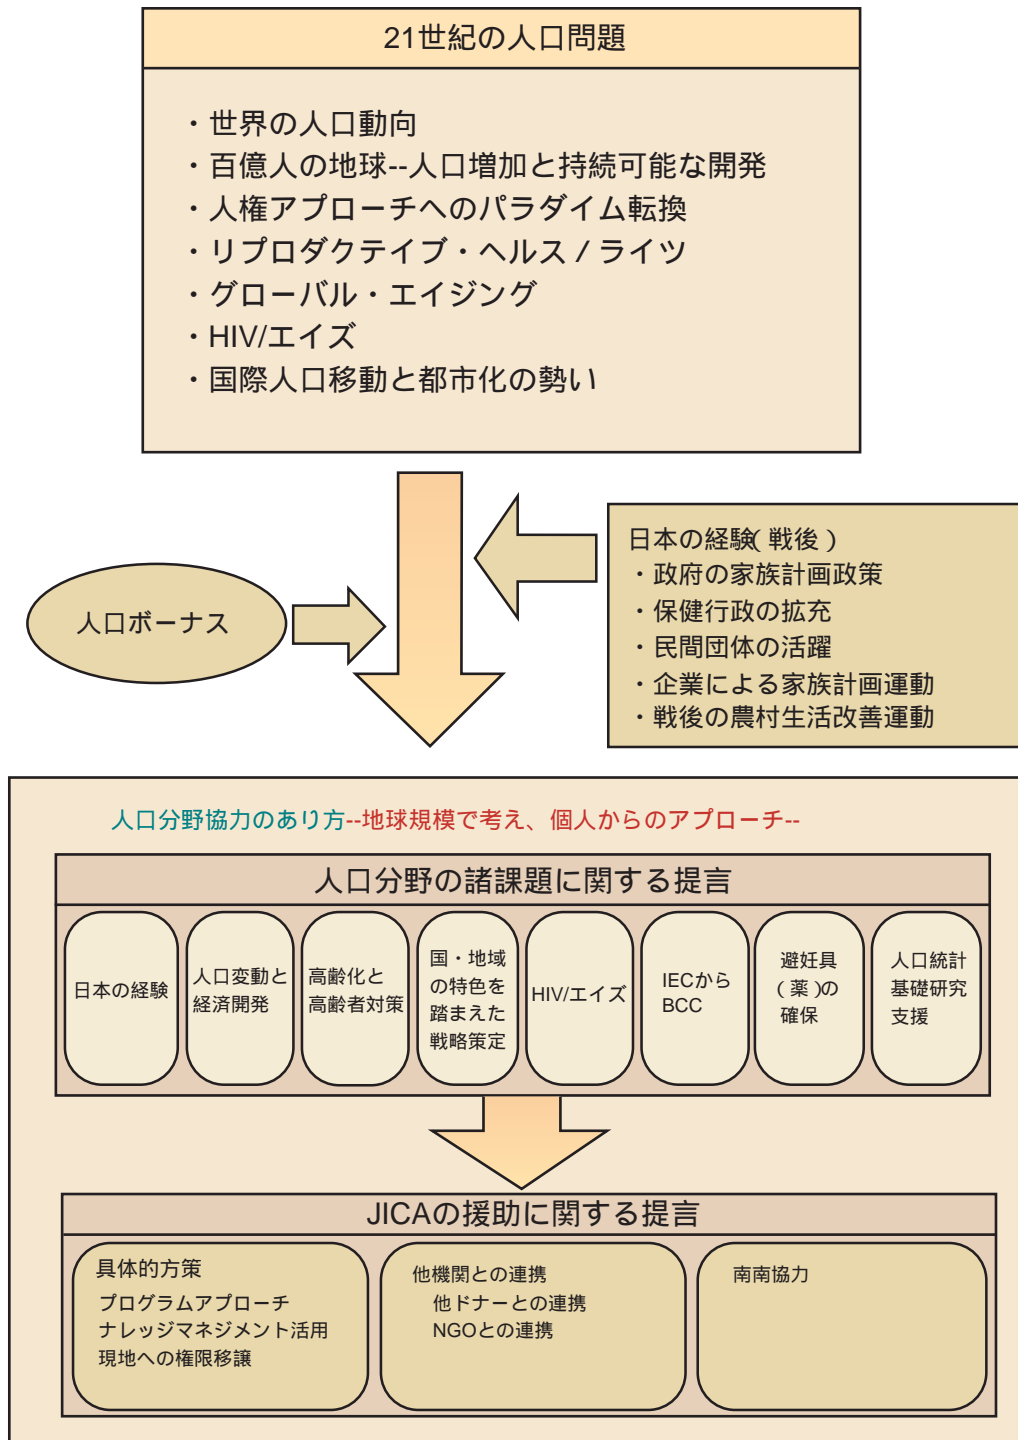 21世紀の人口問題
・世界の人口動向
・百億人の地球--人口増加と持続可能な開発
・人権アプローチへのパラダイム転換
・リプロダクテイブ・ヘルス / ライツ
・グローバル・エイジング
・HIV/エイズ
・国際人口移動と都市化の勢い
日本の経験(戦後)
・政府の家族計画政策
・保健行政の拡充
・民間団体の活躍
・企業による家族計画運動
・戦後の農村生活改善運動
人口ボーナス
人口分野協力のあり方--地球規模で考え、個人からのアプローチ--
人口分野の諸課題に関する提言
日本の経験
人口変動と
経済開発
高齢化と
高齢者対策
国・地域
の特色を
踏まえた
戦略策定
HIV/エイズ
IECから
BCC
避妊具
(薬)の
確保
人口統計
基礎研究
支援
JICAの援助に関する提言
具体的方策
プログラムアプローチ
ナレッジマネジメント活用
現地への権限移譲
他機関との連携
他ドナーとの連携
NGOとの連携
南南協力